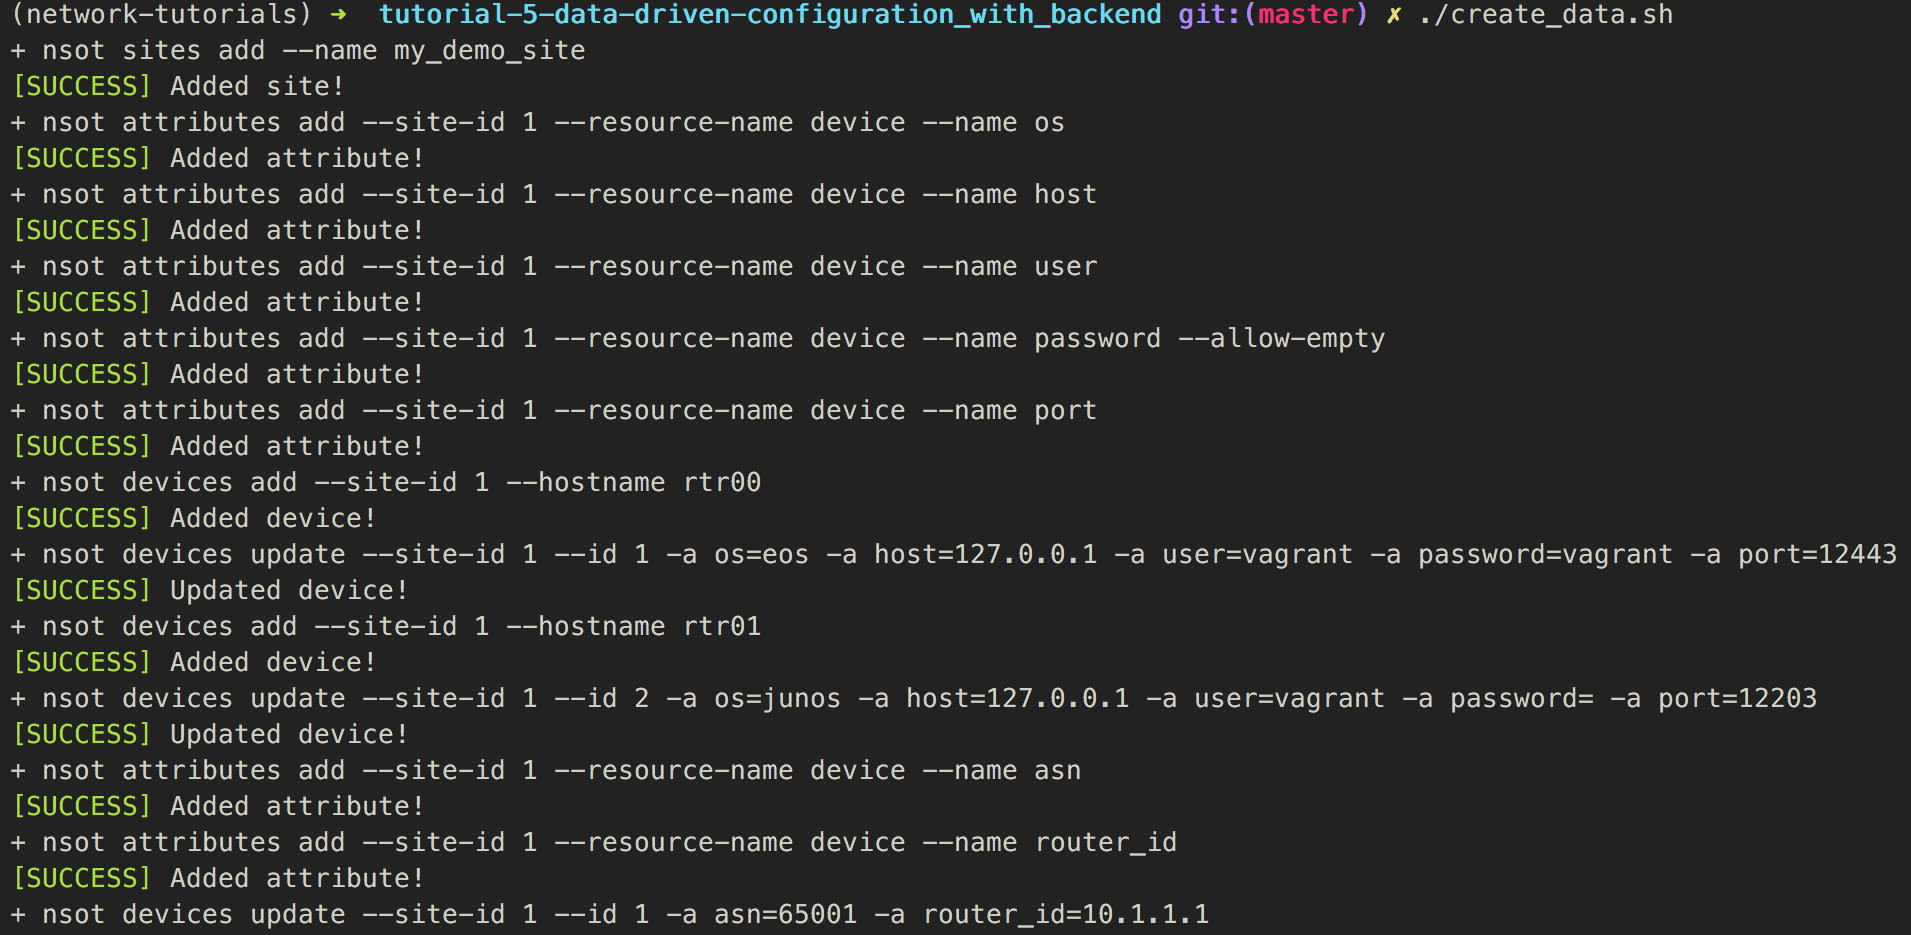 (network-tutorials) ➜  tutorial-5-data-driven-configuration_with_backend git:(master) ✗ ./create_data.sh
+ nsot sites add --name my_demo_site
[SUCCESS] Added site!
+ nsot attributes add --site-id 1 --resource-name device --name os
[SUCCESS] Added attribute!
+ nsot attributes add --site-id 1 --resource-name device --name host
[SUCCESS] Added attribute!
+ nsot attributes add --site-id 1 --resource-name device --name user
[SUCCESS] Added attribute!
+ nsot attributes add --site-id 1 --resource-name device --name password --allow-empty
[SUCCESS] Added attribute!
+ nsot attributes add --site-id 1 --resource-name device --name port
[SUCCESS] Added attribute!
+ nsot devices add --site-id 1 --hostname rtr00
[SUCCESS] Added device!
+ nsot devices update --site-id 1 --id 1 -a os=eos -a host=127.0.0.1 -a user=vagrant -a password=vagrant -a port=12443
[SUCCESS] Updated device!
+ nsot devices add --site-id 1 --hostname rtr01
[SUCCESS] Added device!
+ nsot devices update --site-id 1 --id 2 -a os=junos -a host=127.0.0.1 -a user=vagrant -a password= -a port=12203
[SUCCESS] Updated device!
+ nsot attributes add --site-id 1 --resource-name device --name asn
[SUCCESS] Added attribute!
+ nsot attributes add --site-id 1 --resource-name device --name router_id
[SUCCESS] Added attribute!
+ nsot devices update --site-id 1 --id 1 -a asn=65001 -a router_id=10.1.1.1